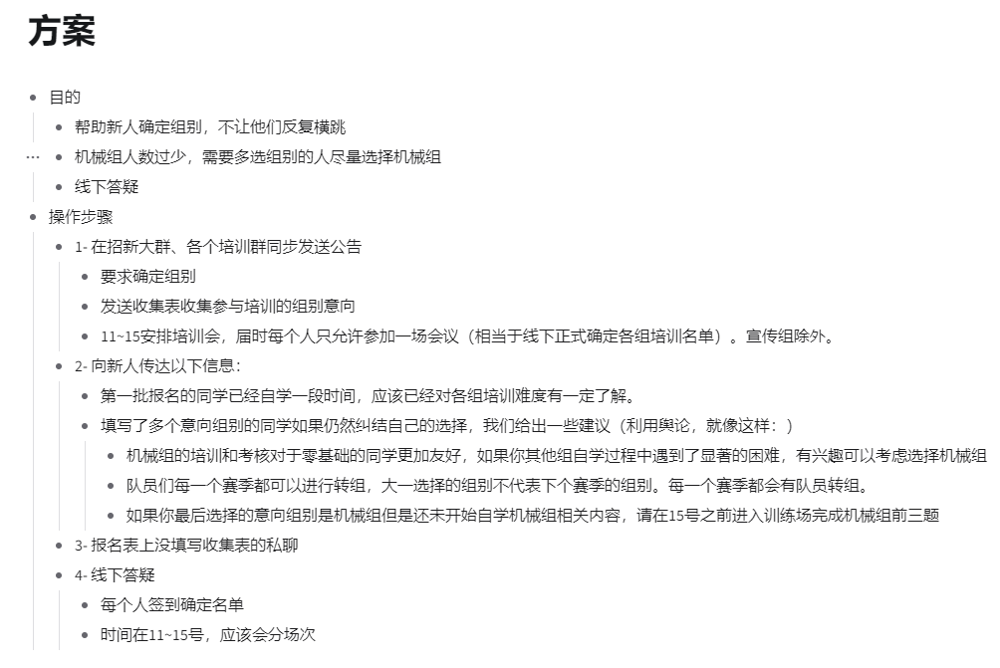 方案
目的
帮助新人确定组别，不让他们反复横跳
机械组人数过少，需要多选组别的人尽量选择机械组
线下答疑
操作步骤
1- 在招新大群、各个培训群同步发送公告
要求确定组别
发送收集表收集参与培训的组别意向
11~15安排培训会，届时每个人只允许参加一场会议（相当于线下正式确定各组培训名单）。宣传组除外。
2- 向新人传达以下信息：
第一批报名的同学已经自学一段时间，应该已经对各组培训难度有一定了解。
填写了多个意向组别的同学如果仍然纠结自己的选择，我们给出一些建议（利用舆论，就像这样：）
机械组的培训和考核对于零基础的同学更加友好，如果你其他组自学过程中遇到了显著的困难，有兴趣可以考虑选择机械组
队员们每一个赛季都可以进行转组，大一选择的组别不代表下个赛季的组别。每一个赛季都会有队员转组。
如果你最后选择的意向组别是机械组但是还未开始自学机械组相关内容，请在15号之前进入训练场完成机械组前三题
3- 报名表上没填写收集表的私聊
4- 线下答疑
每个人签到确定名单
时间在11~15号，应该会分场次